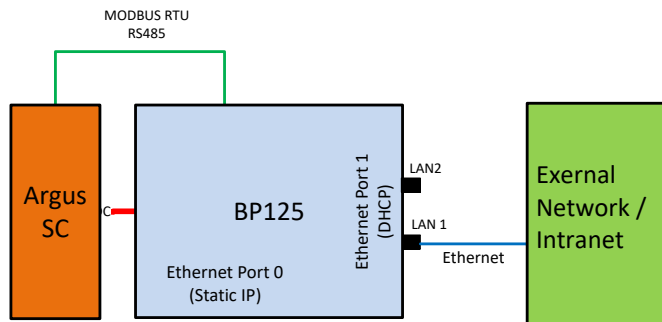 MODBUS RTU
RS485
Argus
SC
BP125
Ethernet Port 0
(Static IP)
Ethernet Port 1
(DHCP)
LAN2
LAN 1
Ethernet
Exernal
Network /
Intranet